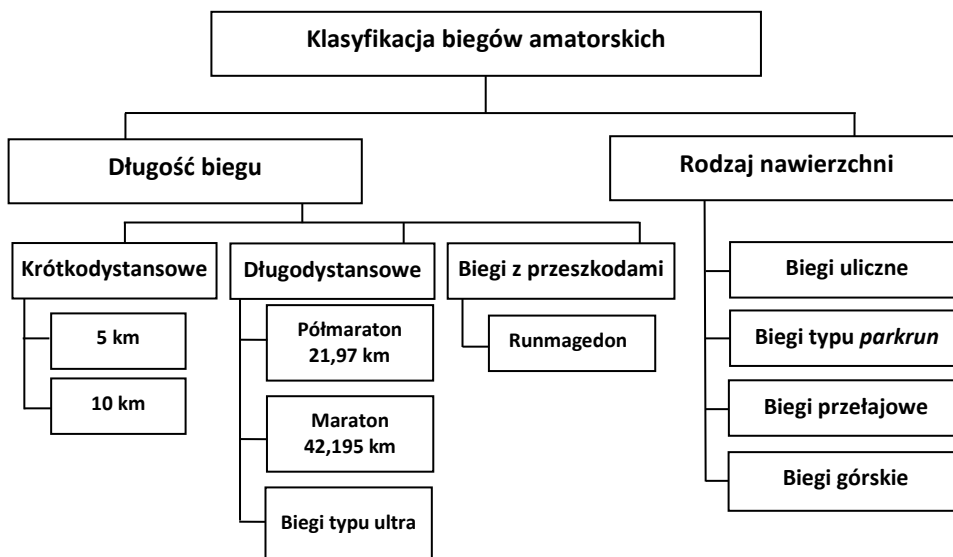 Klasyfikacja biegów amatorskich
Długość biegu
Rodzaj nawierzchni
Krótkodystansowe
Długodystansowe
Biegi z przeszkodami
5 km
10 km
Półmaraton
21,97 km
Maraton
42,195 km
Biegi typu ultra
Runmagedon
Biegi uliczne
Biegi typu parkrun
Biegi przełajowe
Biegi górskie